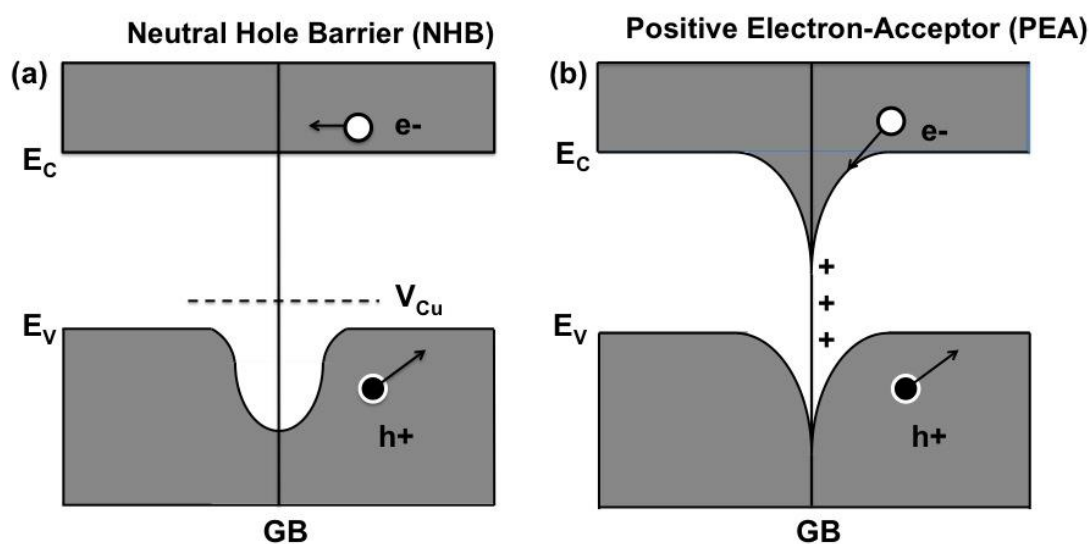 Neutral Hole Barrier (NHB)
(a)
e-
E_C
V_Cu
E_V
h+
GB
Positive Electron-Acceptor (PEA)
(b)
e-
E_C
+
+
+
E_V
h+
GB